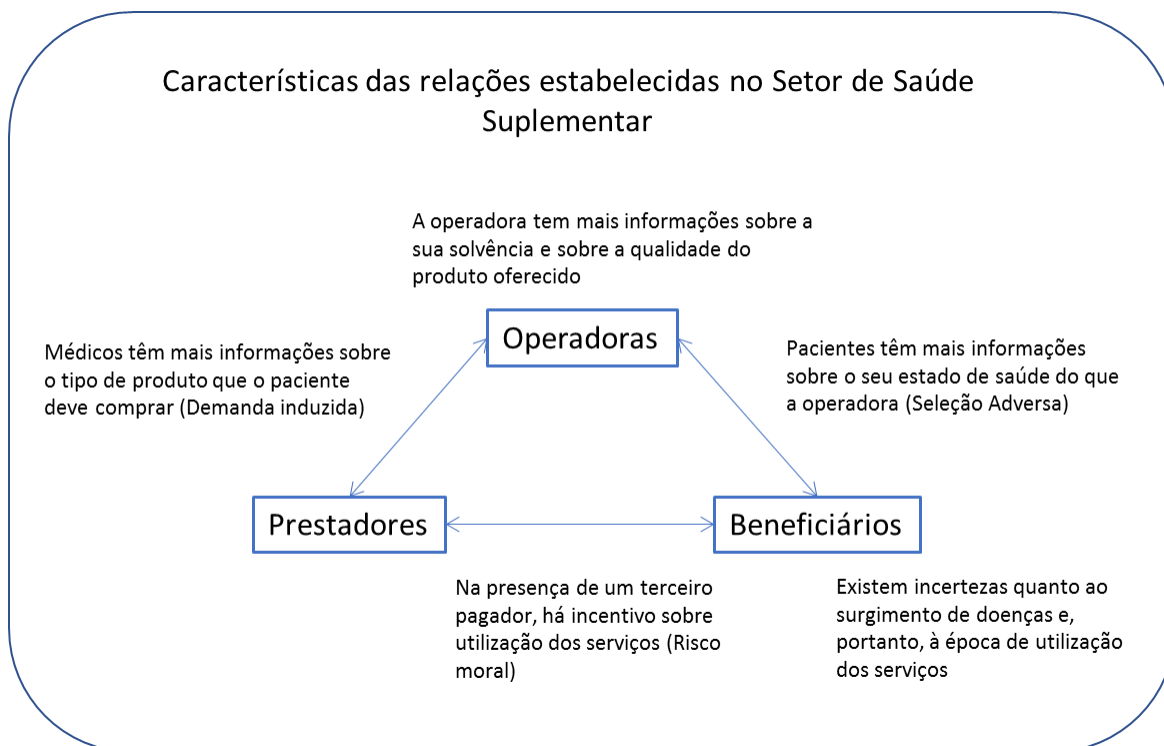 Características das relações estabelecidas no Setor de Saúde
Suplementar
A operadora tem mais informações sobre a
sua solvência e sobre a qualidade do
produto oferecido
Operadoras
Médicos têm mais informações sobre
o tipo de produto que o paciente
deve comprar (Demanda induzida)
Pacientes têm mais informações
sobre o seu estado de saúde do que
a operadora (Seleção Adversa)
Prestadores
Beneficiários
Na presença de um terceiro
pagador, há incentivo sobre
utilização dos serviços (Risco
moral)
Existem incertezas quanto ao
surgimento de doenças e,
portanto, à época de utilização
dos serviços